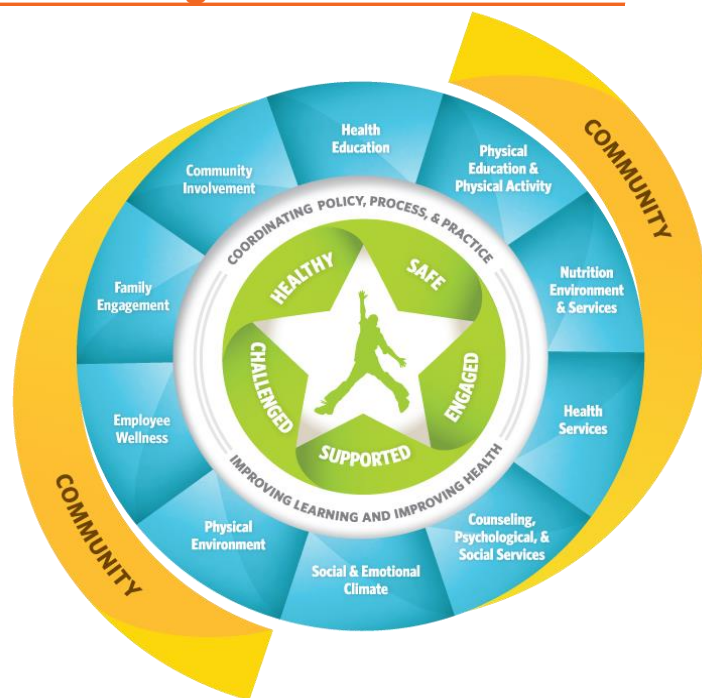 COMMUNITY
COMMUNITY
Health
Education
Physical
Education &
Physical Activity
Nutrition
Environment
& Services
Health
Services
Counseling,
Psychological, &
Social Services
Social & Emotional
Climate
Physical
Environment
Employee
Wellness
Family
Engagement
Community
Involvement
COORDINATING POLICY, PROCESS, & PRACTICE
IMPROVING LEARNING AND IMPROVING HEALTH
HEALTHY
SAFE
ENGAGED
SUPPORTED
CHALLENGED